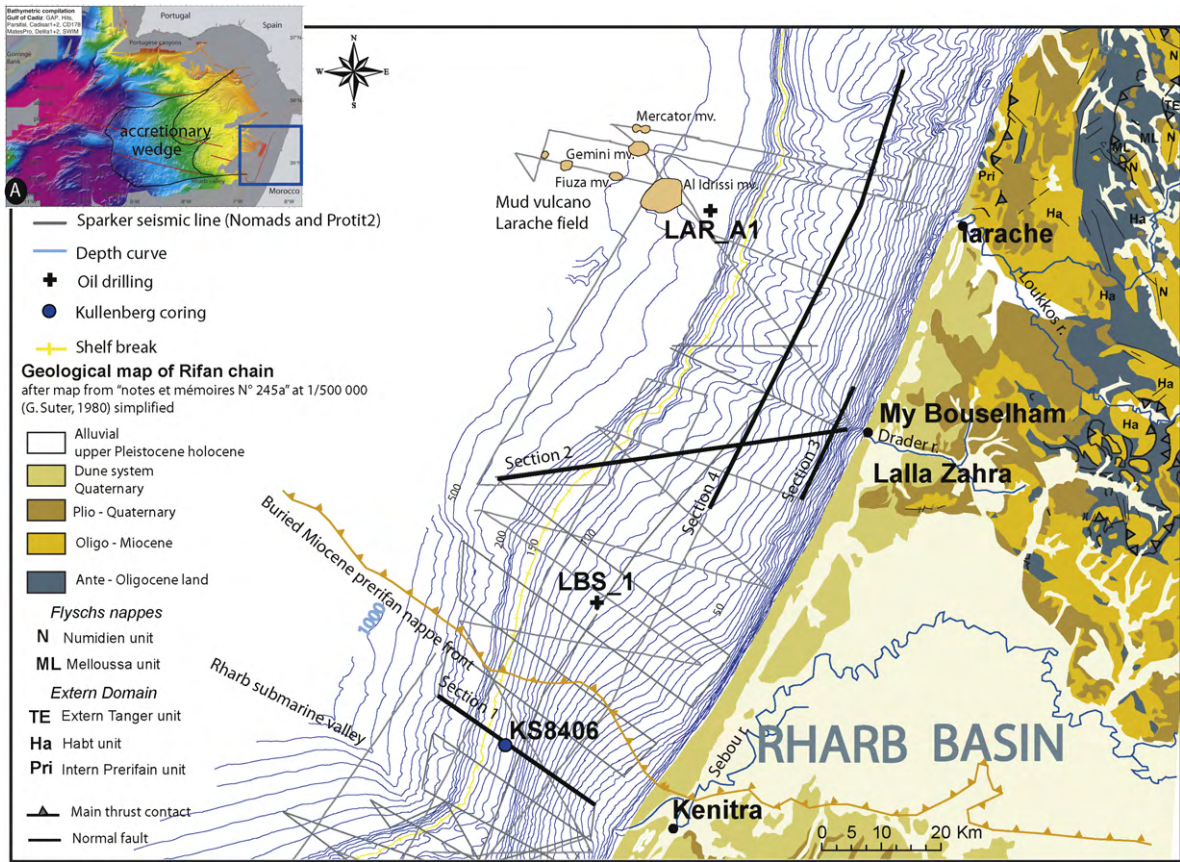 Bathymetric compilation
Gulf of Cadiz: GAP, Hits,
Parsifal, Cadisar1+2, CD178
MatesPro, Delila1+2, SWIM
Portugal
Spain
Portugese canyons
Gorringe
Bank
accretionary
wedge
A
Morocco
9°W
8°W
N
W
E
S
Sparker seismic line (Nomads and Protit2)
Depth curve
Oil drilling
Kullenberg coring
Shelf break
Geological map of Rifan chain
after map from "notes et mémoires N° 245a" at 1/500 000
(G. Suter, 1980) simplified
Alluvial
upper Pleistocene holocene
Dune system
Quaternary
Plio - Quaternary
Oligo - Miocene
Ante - Oligocene land
Flyschs nappes
N Numidien unit
ML Melloussa unit
Extern Domain
TE Extern Tanger unit
Ha Habt unit
Pri Intern Prerifain unit
Main thrust contact
Normal fault
Mercator mv.
Gemini mv.
Fiuza mv.
Al Idrissi mv.
Mud vulcano
Larache field
LAR_A1
larache
Loukkos r.
My Bouselham
Drader r.
Lalla Zahra
Section 2
Section 3
Section 4
500
200
150
100
50
LBS_1
Buried Miocene prerifan nappe front
1000
Rharb submarine valley
Section 1
KS8406
Sebou r.
RHARB BASIN
Kenitra
0 5 10 20 Km
N
N
TE
ML
ML
N
Pri
Ha
Ha
Ha
N
Ha
Ha